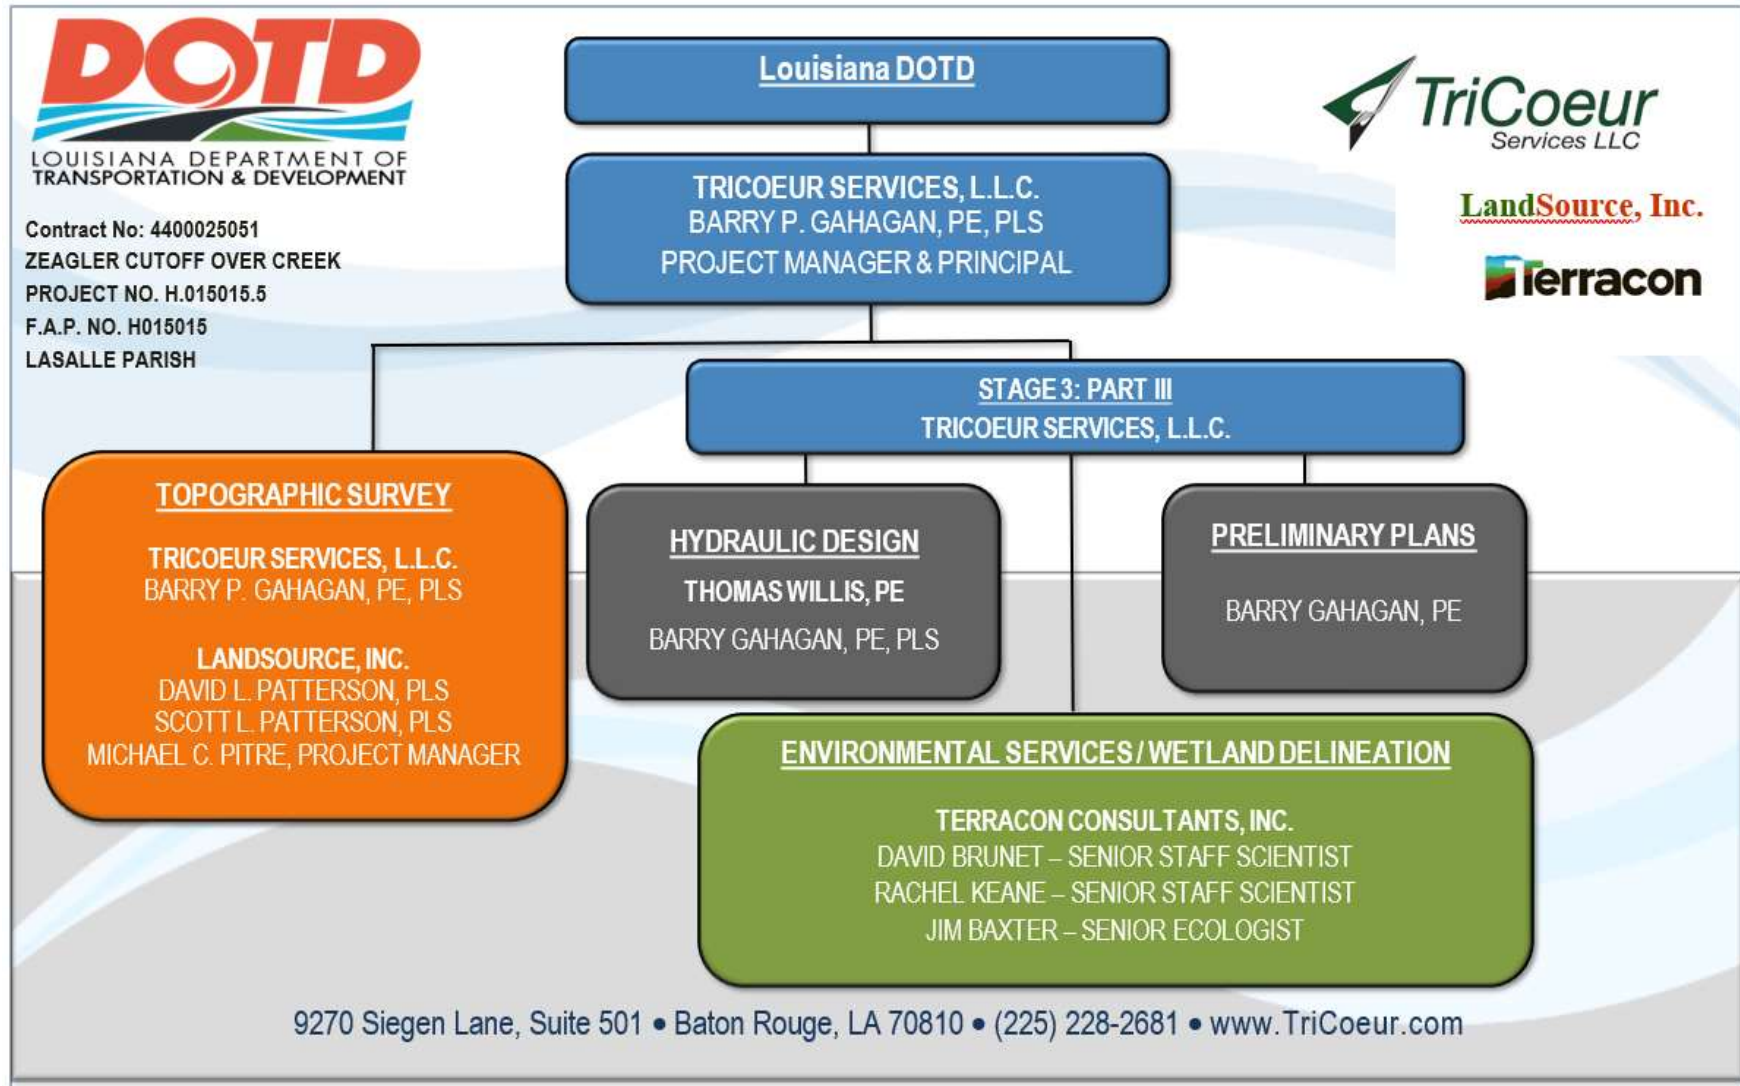 DOTD
LOUISIANA DEPARTMENT OF
TRANSPORTATION & DEVELOPMENT
Contract No: 4400025051
ZEAGLER CUTOFF OVER CREEK
PROJECT NO. H.015015.5
F.A.P. NO. H015015
LASALLE PARISH
Louisiana DOTD
TRICOEUR SERVICES, L.L.C.
BARRY P. GAHAGAN, PE, PLS
PROJECT MANAGER & PRINCIPAL
TriCoeur
Services LLC
LandSource, Inc.
Terracon
STAGE 3: PART III
TRICOEUR SERVICES, L.L.C.
TOPOGRAPHIC SURVEY
TRICOEUR SERVICES, L.L.C.
BARRY P. GAHAGAN, PE, PLS
LANDSOURCE, INC.
DAVID L. PATTERSON, PLS
SCOTT L. PATTERSON, PLS
MICHAEL C. PITRE, PROJECT MANAGER
HYDRAULIC DESIGN
THOMAS WILLIS, PE
BARRY GAHAGAN, PE, PLS
PRELIMINARY PLANS
BARRY GAHAGAN, PE
ENVIRONMENTAL SERVICES / WETLAND DELINEATION
TERRACON CONSULTANTS, INC.
DAVID BRUNET – SENIOR STAFF SCIENTIST
RACHEL KEANE – SENIOR STAFF SCIENTIST
JIM BAXTER – SENIOR ECOLOGIST
9270 Siegen Lane, Suite 501 • Baton Rouge, LA 70810 • (225) 228-2681 • www.TriCoeur.com